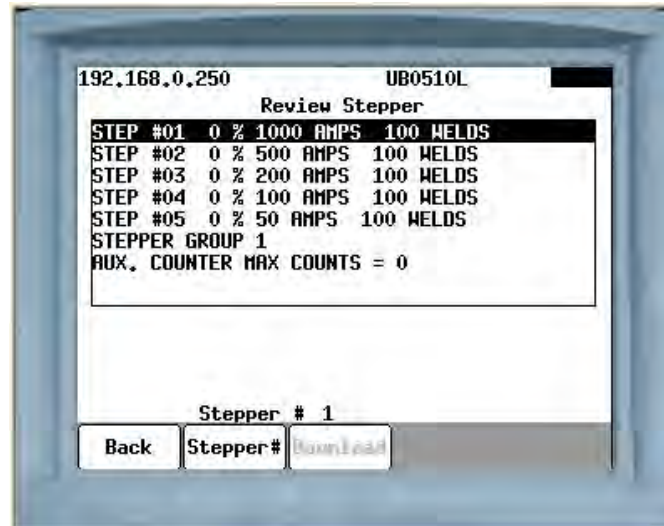 192.168.0.250 UB0510L
Review Stepper
STEP #01 0 % 1000 AMPS 100 WELDS
STEP #02 0 % 500 AMPS 100 WELDS
STEP #03 0 % 200 AMPS 100 WELDS
STEP #04 0 % 100 AMPS 100 WELDS
STEP #05 0 % 50 AMPS 100 WELDS
STEPPER GROUP 1
AUX. COUNTER MAX COUNTS = 0
Stepper # 1
Back Stepper# Download